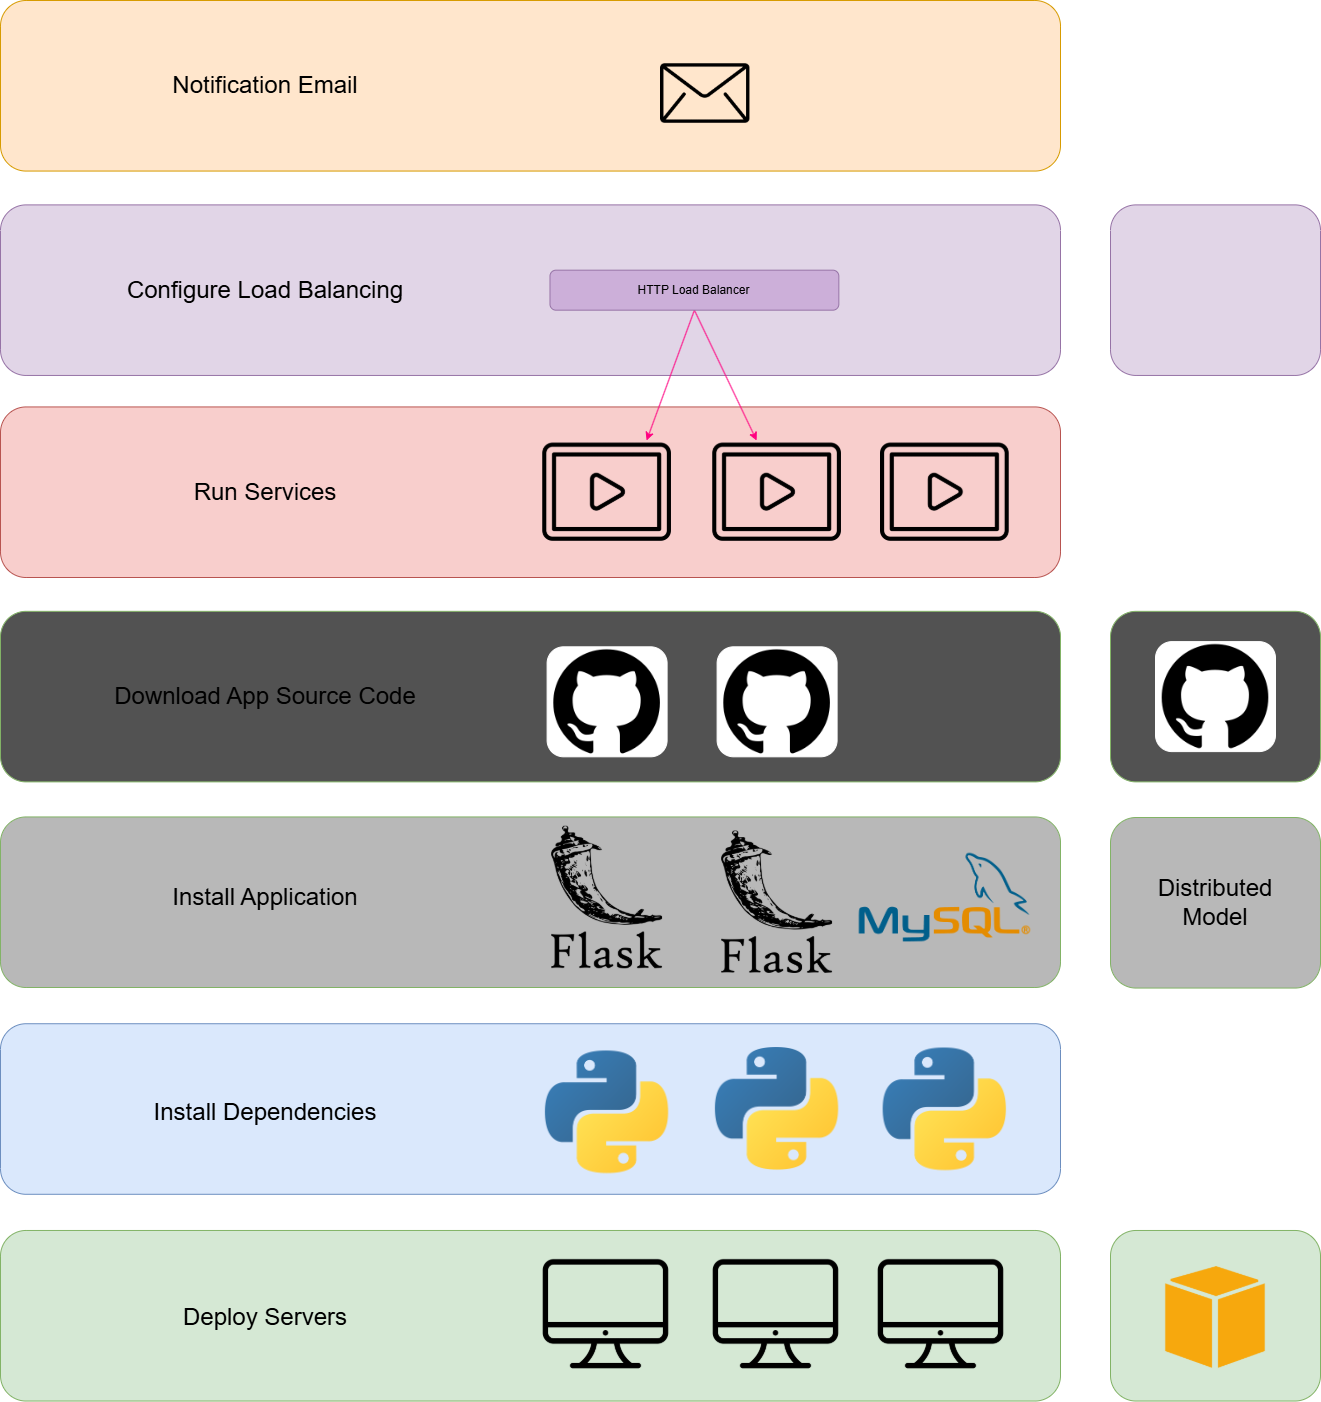 Notification Email
Configure Load Balancing
HTTP Load Balancer
Run Services
Download App Source Code
Install Application
Flask
Flask
MySQL®
Distributed
Model
Install Dependencies
Deploy Servers